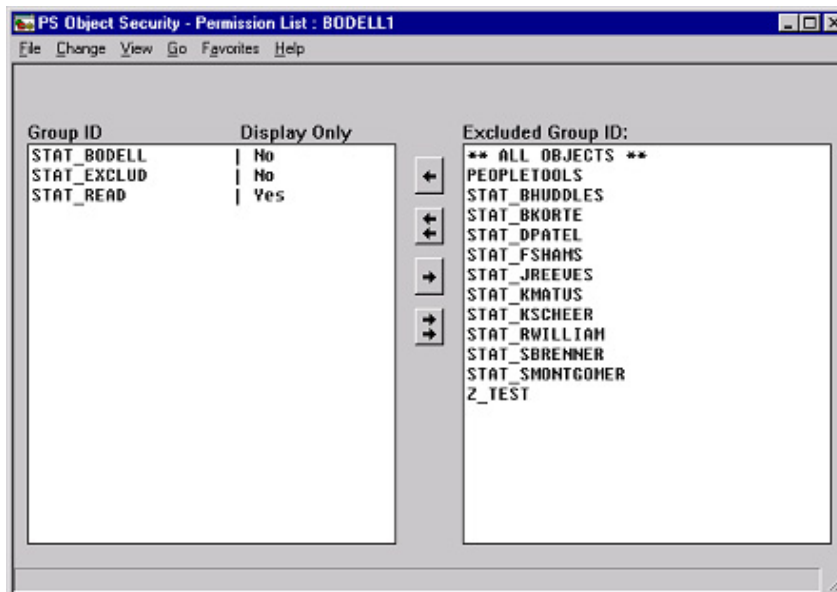 PS Object Security - Permission List : BODELL1
File Change View Go Favorites Help
Group ID Display Only
STAT_BODELL | No
STAT_EXCLUD | No
STAT_READ | Yes
Excluded Group ID:
** ALL OBJECTS **
PEOPLETOOLS
STAT_BHUDDLES
STAT_BKORTE
STAT_DPATEL
STAT_FSHAMS
STAT_JREEVES
STAT_KMATUS
STAT_KSCHEER
STAT_RWILLIAM
STAT_SBRENNER
STAT_SMONTGOMER
Z_TEST